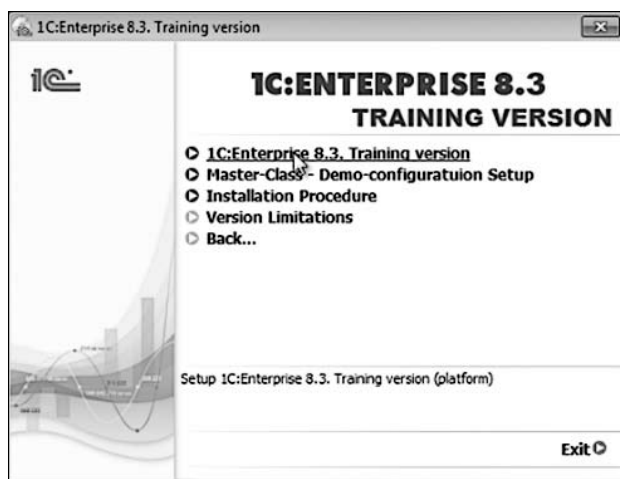 1C:Enterprise 8.3. Training version
1C
1C:ENTERPRISE 8.3
TRAINING VERSION
1C:Enterprise 8.3. Training version
Master-Class - Demo-configuratuion Setup
Installation Procedure
Version Limitations
Back...
Setup 1C:Enterprise 8.3. Training version (platform)
Exit